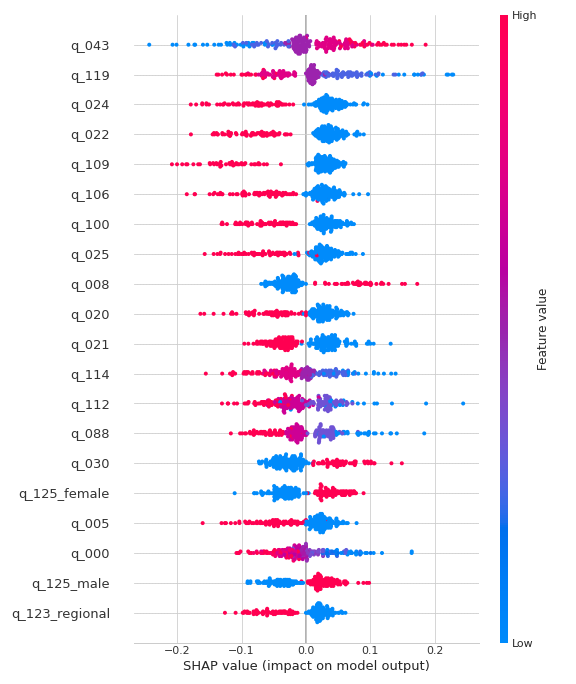 High
q_043
q_119
q_024
q_022
q_109
q_106
q_100
q_025
q_008
q_020
q_021
q_114
q_112
q_088
q_030
q_125_female
q_005
q_000
q_125_male
q_123_regional
Feature value
Low
−0.2 −0.1 0.0 0.1 0.2
SHAP value (impact on model output)